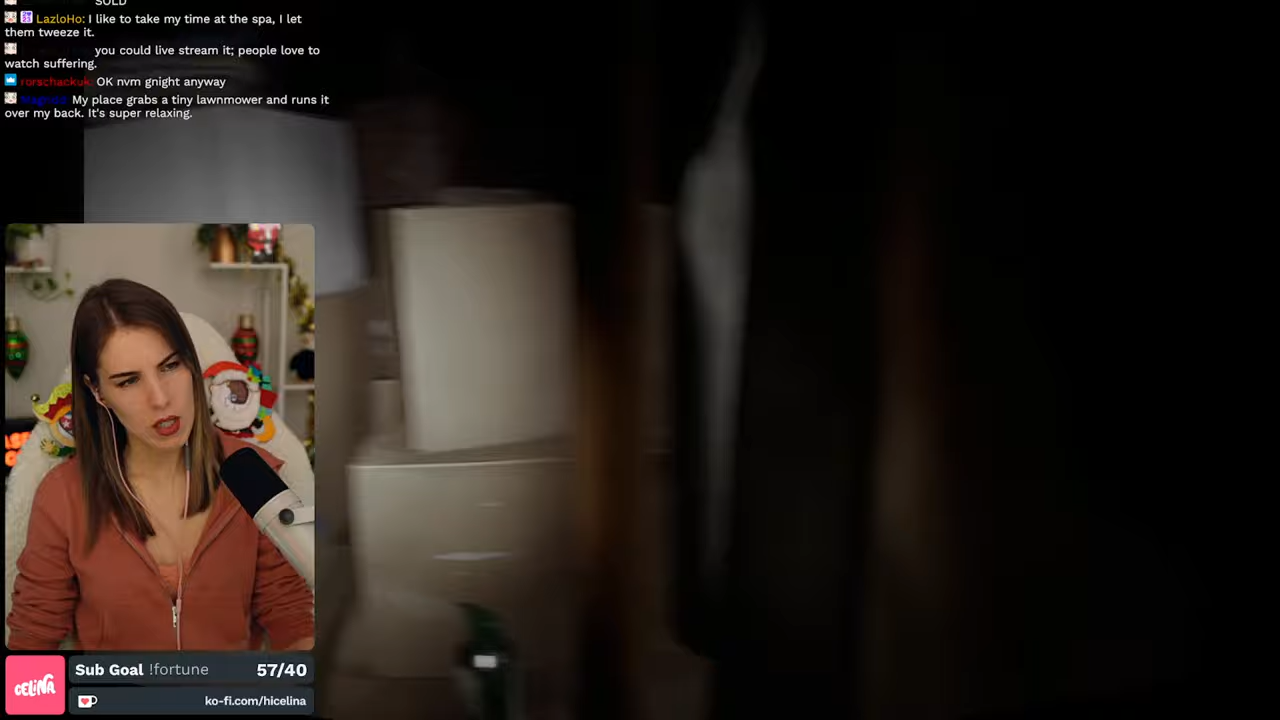 SOLD
LazloHo: I like to take my time at the spa, I let
them tweeze it.
you could live stream it; people love to
watch suffering.
rorschackuk: OK nvm gnight anyway
My place grabs a tiny lawnmower and runs it
over my back. It's super relaxing.
CELINA
Sub Goal !fortune 57/40
ko-fi.com/hicelina